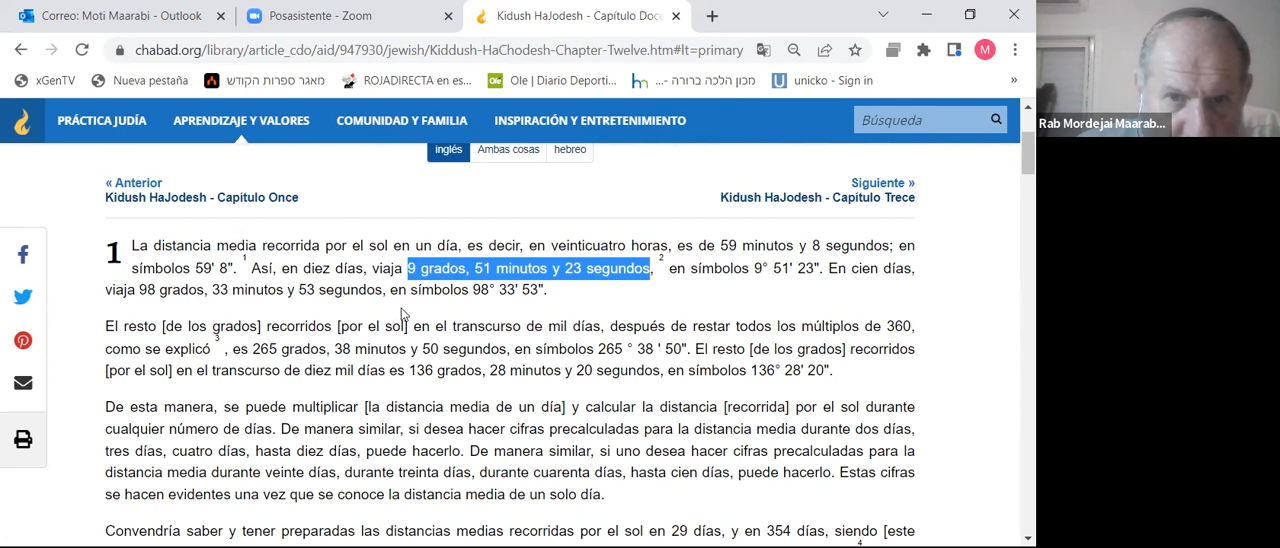 Correo: Moti Maarabi - Outlook
Posasistente - Zoom
Kidush HaJodesh - Capítulo Doce
chabad.org/library/article_cdo/aid/947930/jewish/Kiddush-HaChodesh-Chapter-Twelve.htm#lt=primary
M
xGenTV
Nueva pestaña
מאגר ספרות הקודש
ROJADIRECTA en es...
Ole | Diario Deporti...
מכון הלכה ברורה -...
unicko - Sign in
»
Rab Mordejai Maarab...
PRÁCTICA JUDÍA
APRENDIZAJE Y VALORES
COMUNIDAD Y FAMILIA
INSPIRACIÓN Y ENTRETENIMIENTO
Búsqueda
inglés
Ambas cosas
hebreo
« Anterior
Kidush HaJodesh - Capítulo Once
Siguiente »
Kidush HaJodesh - Capítulo Trece
1 La distancia media recorrida por el sol en un día, es decir, en veinticuatro horas, es de 59 minutos y 8 segundos; en
símbolos 59' 8". 1 Así, en diez días, viaja 9 grados, 51 minutos y 23 segundos, 2 en símbolos 9° 51' 23". En cien días,
viaja 98 grados, 33 minutos y 53 segundos, en símbolos 98° 33' 53".
El resto [de los grados] recorridos [por el sol] en el transcurso de mil días, después de restar todos los múltiplos de 360,
como se explicó 3 , es 265 grados, 38 minutos y 50 segundos, en símbolos 265 ° 38 ' 50". El resto [de los grados] recorridos
[por el sol] en el transcurso de diez mil días es 136 grados, 28 minutos y 20 segundos, en símbolos 136° 28' 20".
De esta manera, se puede multiplicar [la distancia media de un día] y calcular la distancia [recorrida] por el sol durante
cualquier número de días. De manera similar, si desea hacer cifras precalculadas para la distancia media durante dos días,
tres días, cuatro días, hasta diez días, puede hacerlo. De manera similar, si uno desea hacer cifras precalculadas para la
distancia media durante veinte días, durante treinta días, durante cuarenta días, hasta cien días, puede hacerlo. Estas cifras
se hacen evidentes una vez que se conoce la distancia media de un solo día.
Convendría saber y tener preparadas las distancias medias recorridas por el sol en 29 días, y en 354 días, siendo [este
4